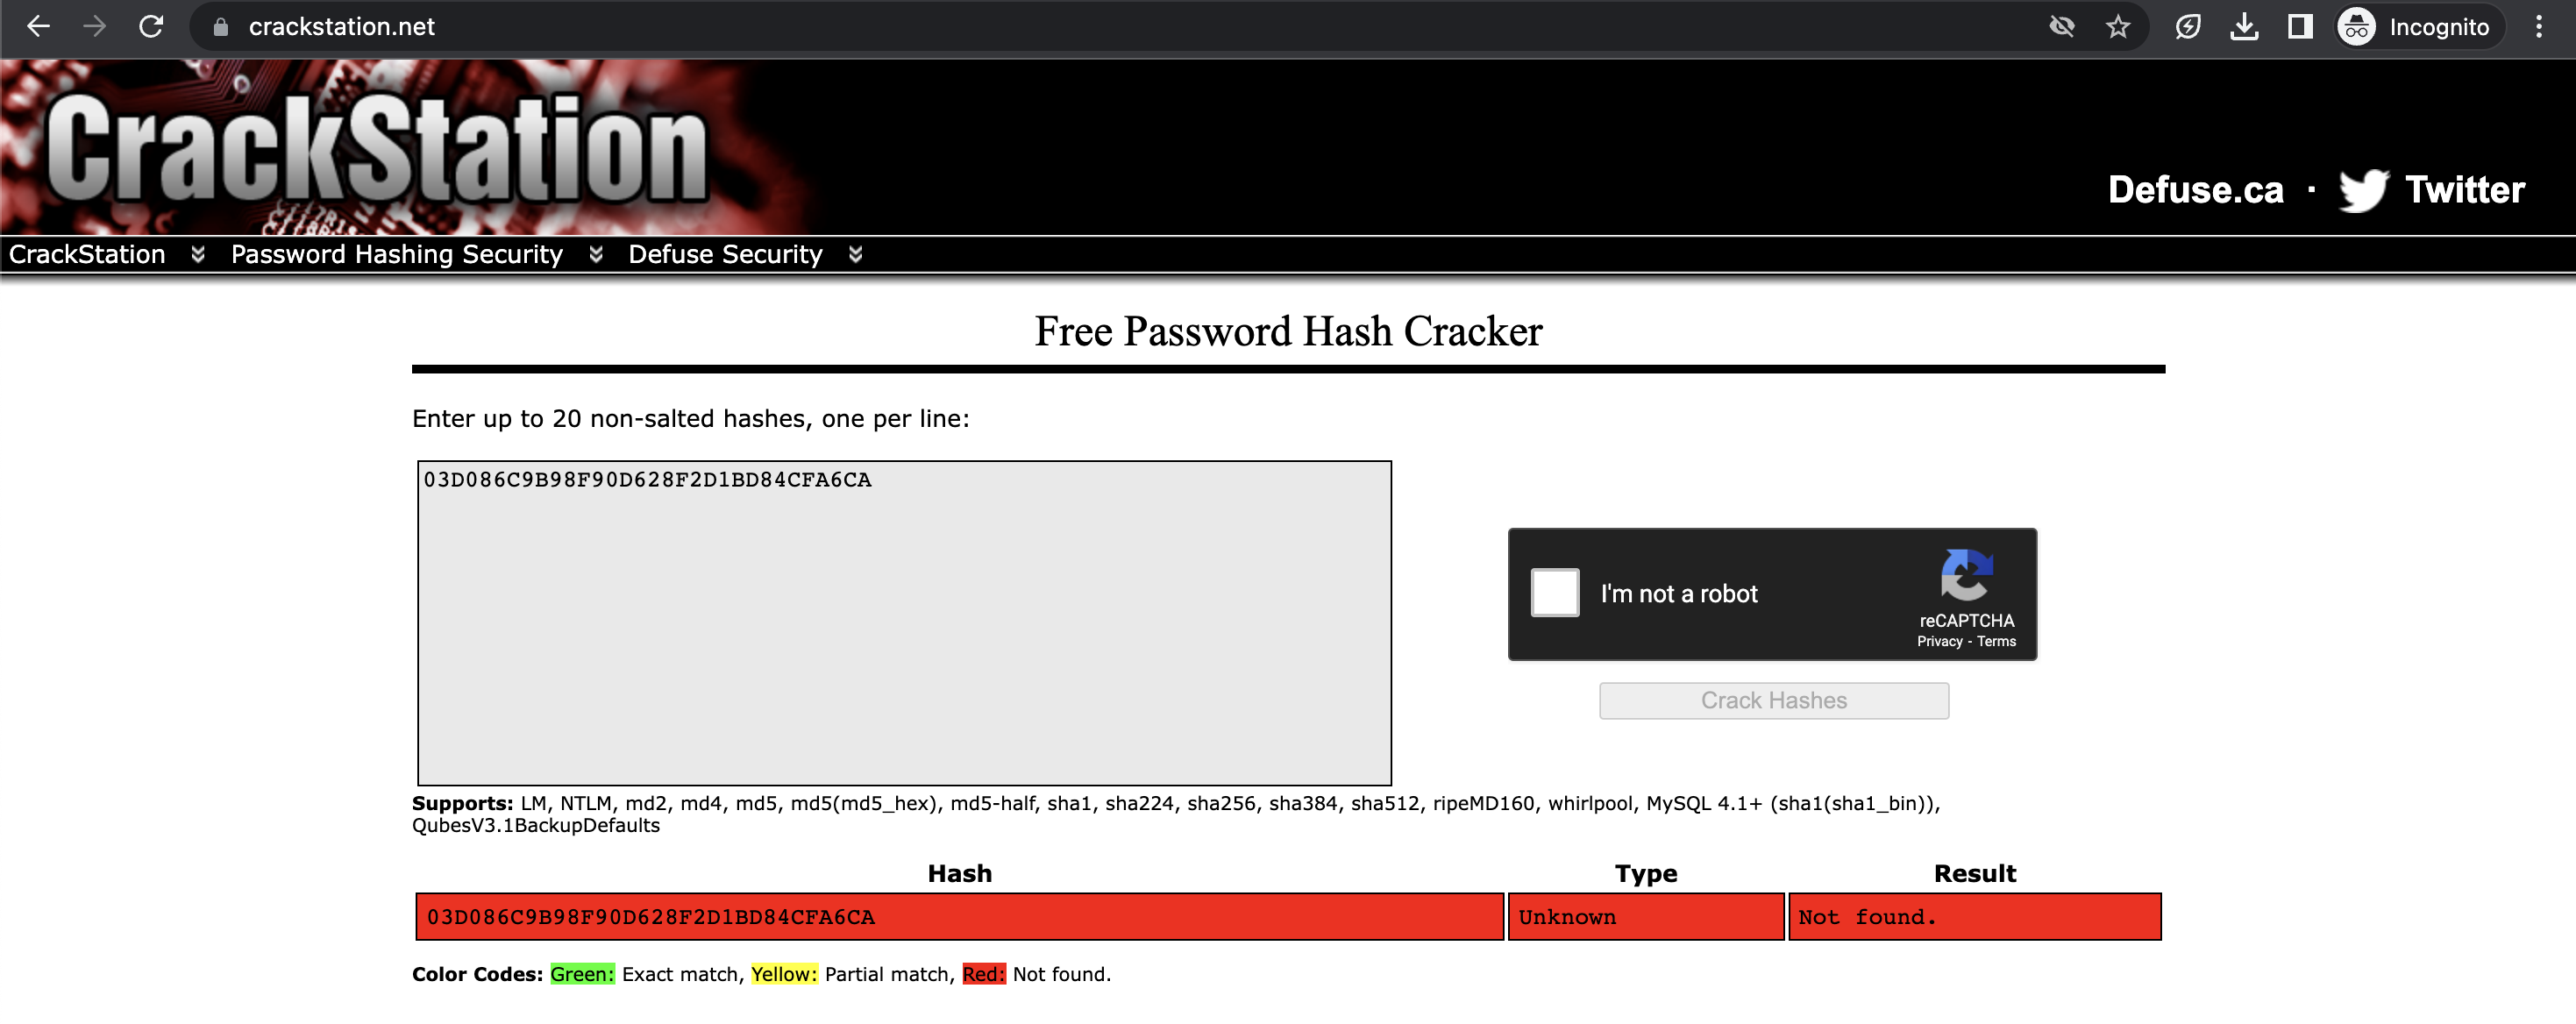 crackstation.net
Incognito
CrackStation
Defuse.ca · Twitter
CrackStation Password Hashing Security Defuse Security
Free Password Hash Cracker
Enter up to 20 non-salted hashes, one per line:
03D086C9B98F90D628F2D1BD84CFA6CA
I'm not a robot
reCAPTCHA
Privacy - Terms
Crack Hashes
Supports: LM, NTLM, md2, md4, md5, md5(md5_hex), md5-half, sha1, sha224, sha256, sha384, sha512, ripeMD160, whirlpool, MySQL 4.1+ (sha1(sha1_bin)),
QubesV3.1BackupDefaults
Hash Type Result
03D086C9B98F90D628F2D1BD84CFA6CA Unknown Not found.
Color Codes: Green: Exact match, Yellow: Partial match, Red: Not found.